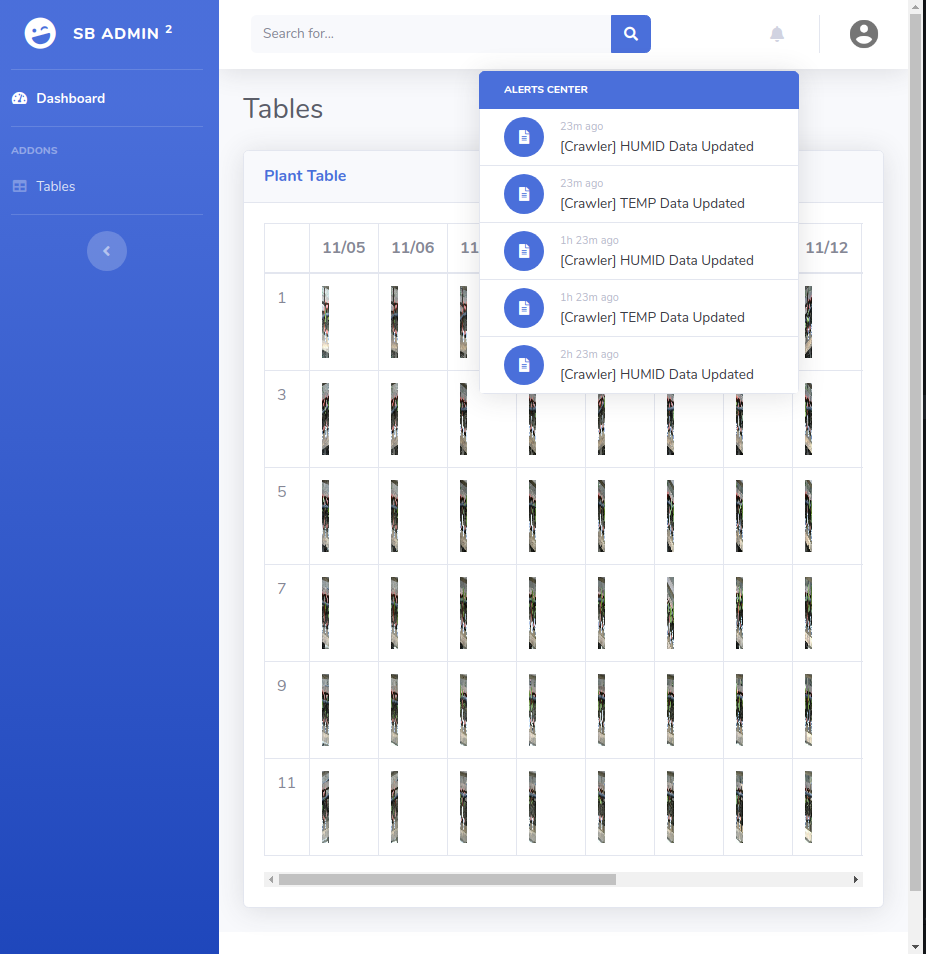 SB ADMIN 2
Search for...
Dashboard
ADDONS
Tables
Tables
ALERTS CENTER
23m ago
[Crawler] HUMID Data Updated
23m ago
[Crawler] TEMP Data Updated
1h 23m ago
[Crawler] HUMID Data Updated
1h 23m ago
[Crawler] TEMP Data Updated
2h 23m ago
[Crawler] HUMID Data Updated
Plant Table
11/05 11/06 11 11/12
1
3
5
7
9
11